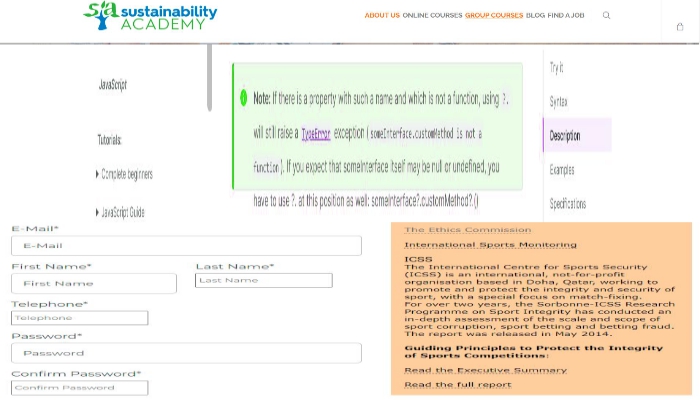 sustainability
ACADEMY
ABOUT US ONLINE COURSES GROUP COURSES BLOG FIND A JOB
JavaScript
Tutorials:
Complete beginners
JavaScript Guide
Note: If there is a property with such a name and which is not a function, using ?.
will still raise a TypeError exception (someInterface.customMethod is not a
function). If you expect that someInterface itself may be null or undefined, you
have to use ?. at this position as well: someInterface?.customMethod?.()
Try it
Syntax
Description
Examples
Specifications
E-Mail*
E-Mail
First Name*
Last Name*
First Name
Last Name
Telephone*
Telephone
Password*
Password
Confirm Password*
Confirm Password
The Ethics Commission
International Sports Monitoring
ICSS
The International Centre for Sports Security
(ICSS) is an international, not-for-profit
organisation based in Doha, Qatar, working to
promote and protect the integrity and security of
sport, with a special focus on match-fixing.
For over two years, the Sorbonne-ICSS Research
Programme on Sport Integrity has conducted an
in-depth assessment of the scale and scope of
sport corruption, sport betting and betting fraud.
The report was released in May 2014.
Guiding Principles to Protect the Integrity
of Sports Competitions:
Read the Executive Summary
Read the full report